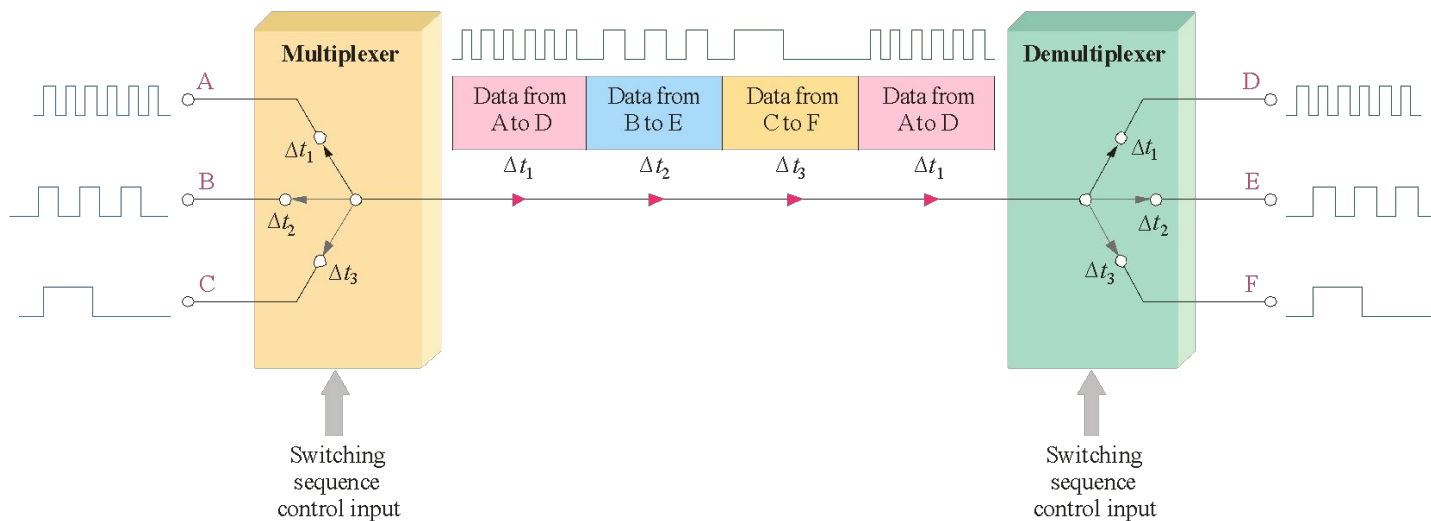 Multiplexer
Demultiplexer
A
B
C
Δt1
Δt2
Δt3
Data from
A to D
Data from
B to E
Data from
C to F
Data from
A to D
Δt1
Δt2
Δt3
Δt1
D
E
F
Δt1
Δt2
Δt3
Switching
sequence
control input
Switching
sequence
control input